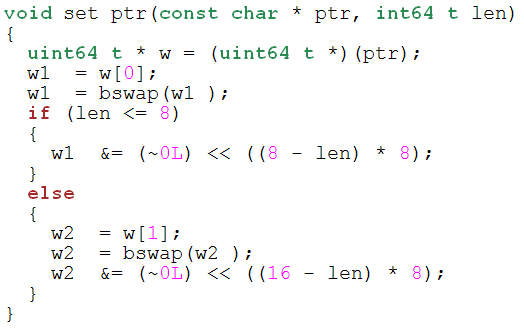 void set ptr(const char * ptr, int64 t len)
{
uint64 t * w = (uint64 t *)(ptr);
w1 = w[0];
w1 = bswap(w1 );
if (len <= 8)
{
w1 &= (~0L) << ((8 - len) * 8);
}
else
{
w2 = w[1];
w2 = bswap(w2 );
w2 &= (~0L) << ((16 - len) * 8);
}
}